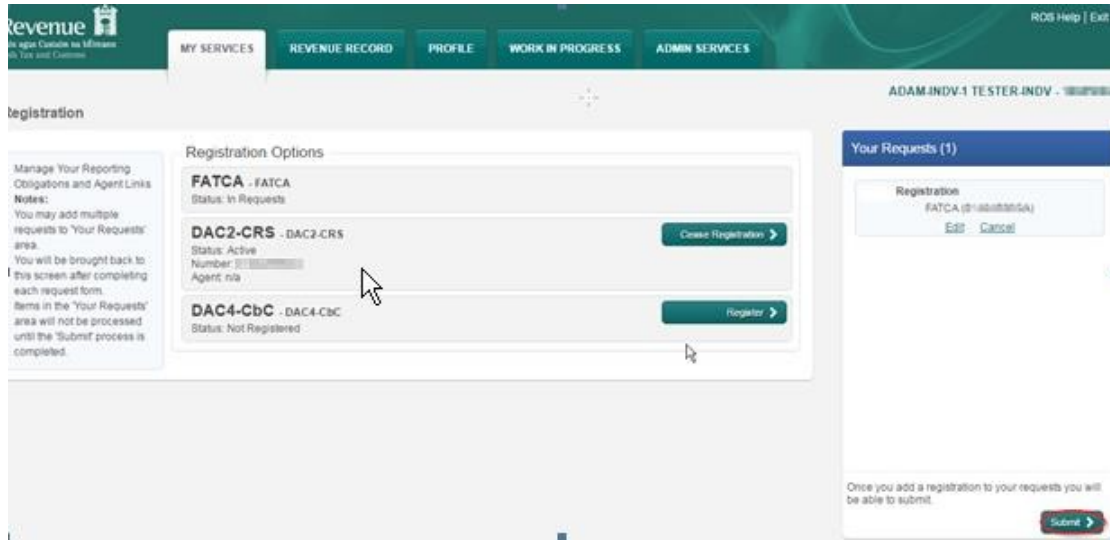 Revenue
ROS Help | Exit
MY SERVICES
REVENUE RECORD
PROFILE
WORK IN PROGRESS
ADMIN SERVICES
ADAM-INDV-1 TESTER-INDV -
Registration
Registration Options
Your Requests (1)
Manage Your Reporting
Obligations and Agent Links
Notes:
You may add multiple
requests to 'Your Requests'
area.
You will be brought back to
this screen after completing
each request form.
Items in the 'Your Requests'
area will not be processed
until the 'Submit' process is
completed.
FATCA - FATCA
Status: In Requests
DAC2-CRS - DAC2-CRS
Status: Active
Number:
Agent: n/a
Cease Registration
DAC4-CbC - DAC4-CbC
Status: Not Registered
Register
Registration
FATCA
Edit Cancel
Once you add a registration to your requests you will
be able to submit.
Submit